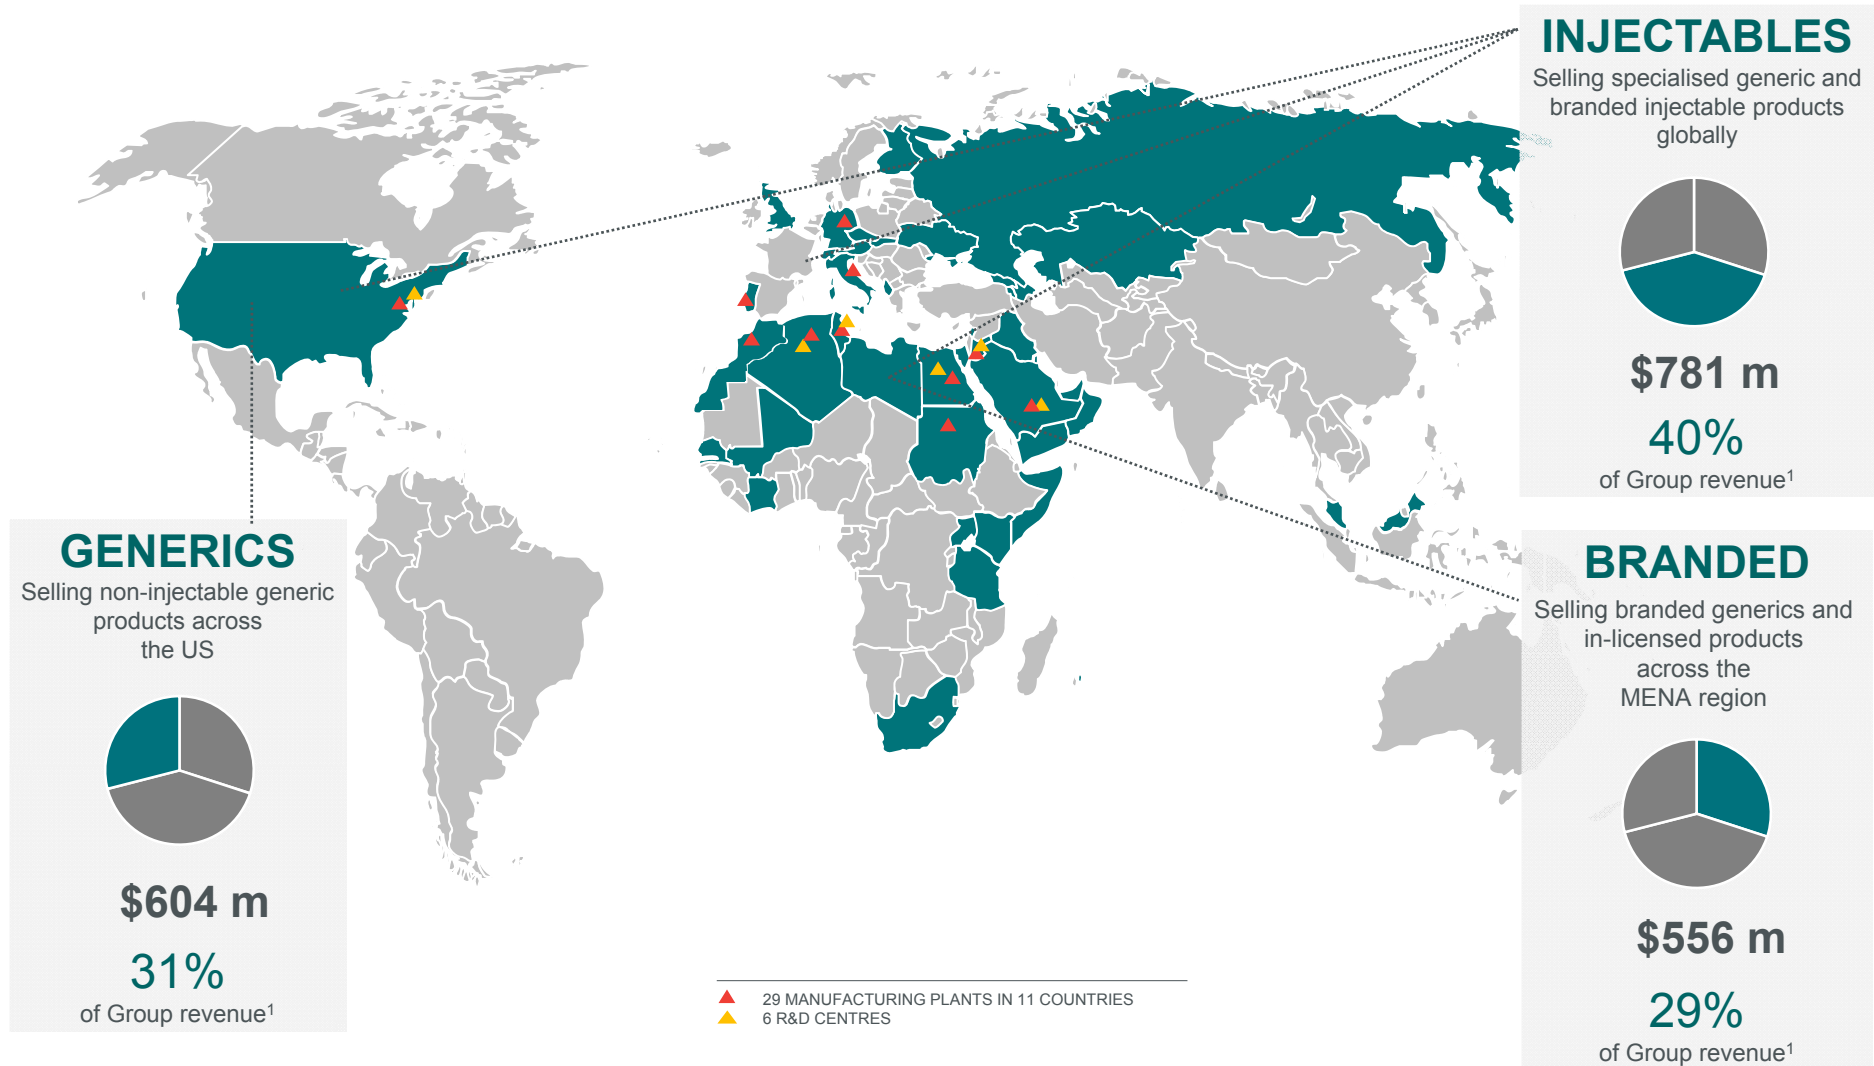 INJECTABLES
Selling specialised generic and
branded injectable products
globally
$781 m
40%
of Group revenue¹
GENERICS
Selling non-injectable generic
products across
the US
$604 m
31%
of Group revenue¹
BRANDED
Selling branded generics and
in-licensed products
across the
MENA region
$556 m
29%
of Group revenue¹
29 MANUFACTURING PLANTS IN 11 COUNTRIES
6 R&D CENTRES